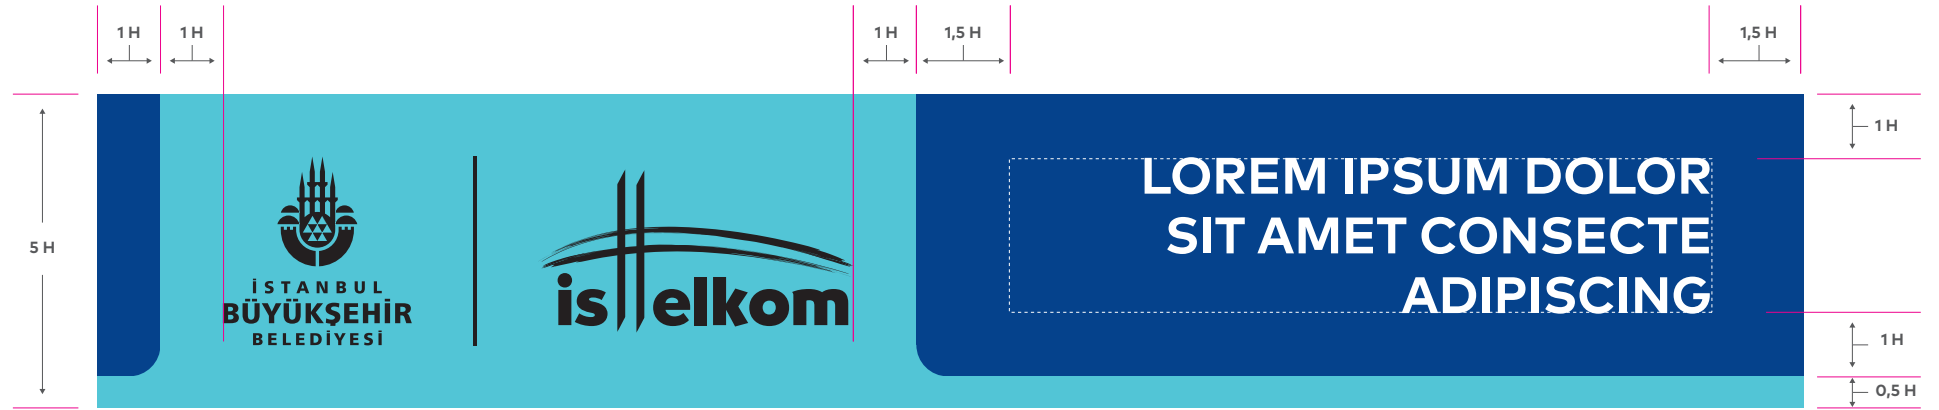 1 H
1 H
1 H
1,5 H
1,5 H
5 H
İSTANBUL
BÜYÜKŞEHİR
BELEDİYESİ
isttelkom
LOREM IPSUM DOLOR
SIT AMET CONSECTE
ADIPISCING
1 H
1 H
0,5 H